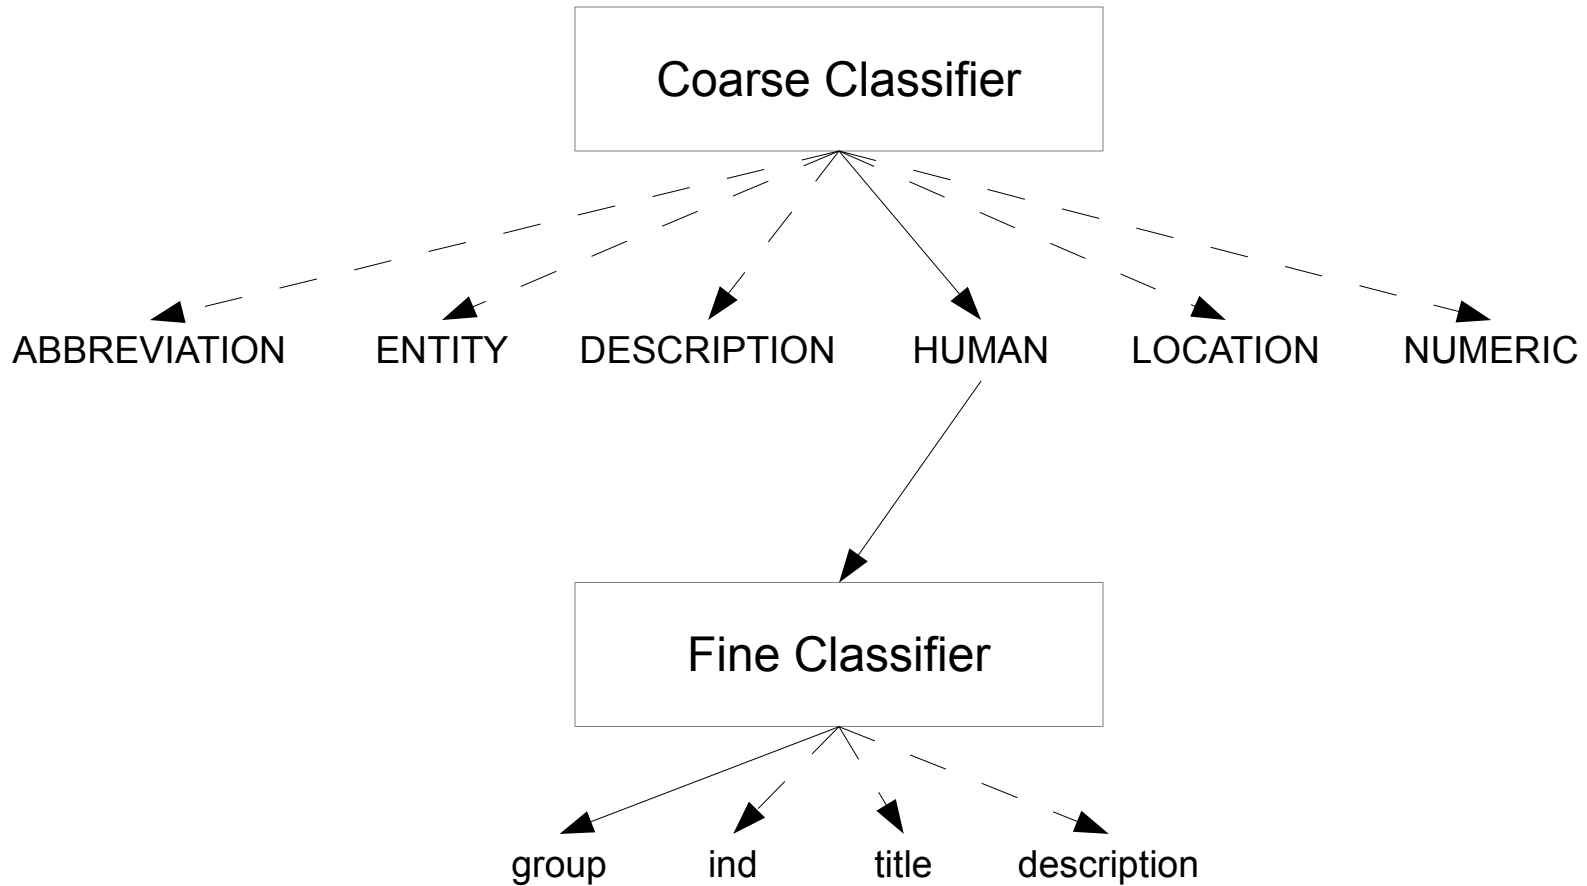 Coarse Classifier
ABBREVIATION ENTITY DESCRIPTION HUMAN LOCATION NUMERIC
Fine Classifier
group ind title description